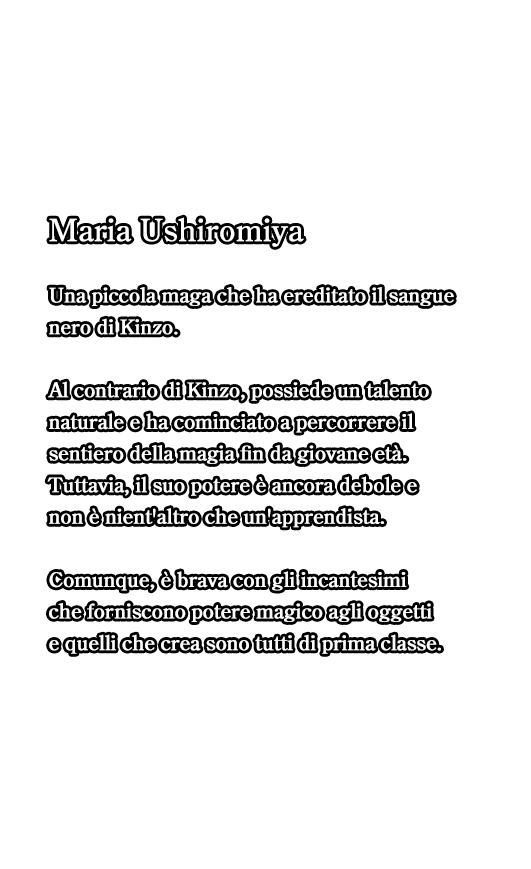 Maria Ushiromiya
Una piccola maga che ha ereditato il sangue
nero di Kinzo.
Al contrario di Kinzo, possiede un talento
naturale e ha cominciato a percorrere il
sentiero della magia fin da giovane età.
Tuttavia, il suo potere è ancora debole e
non è nient'altro che un'apprendista.
Comunque, è brava con gli incantesimi
che forniscono potere magico agli oggetti
e quelli che crea sono tutti di prima classe.